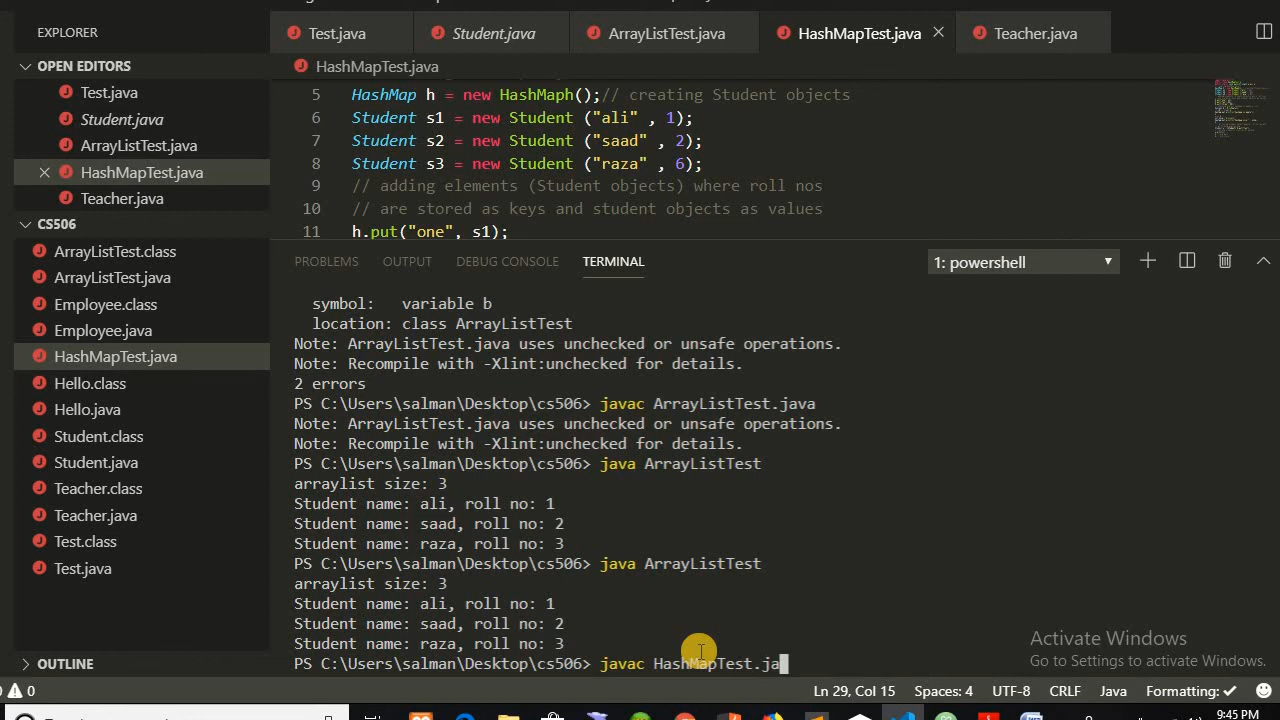 EXPLORER
Test.java
Student.java
ArrayListTest.java
HashMapTest.java
Teacher.java
OPEN EDITORS
Test.java
Student.java
ArrayListTest.java
HashMapTest.java
Teacher.java
CS506
ArrayListTest.class
ArrayListTest.java
Employee.class
Employee.java
HashMapTest.java
Hello.class
Hello.java
Student.class
Student.java
Teacher.class
Teacher.java
Test.class
Test.java
OUTLINE
HashMapTest.java
5 HashMap h = new HashMaph();// creating Student objects
6 Student s1 = new Student ("ali" , 1);
7 Student s2 = new Student ("saad" , 2);
8 Student s3 = new Student ("raza" , 6);
9 // adding elements (Student objects) where roll nos
10 // are stored as keys and student objects as values
11 h.put("one", s1);
PROBLEMS OUTPUT DEBUG CONSOLE TERMINAL 1: powershell
symbol: variable b
location: class ArrayListTest
Note: ArrayListTest.java uses unchecked or unsafe operations.
Note: Recompile with -Xlint:unchecked for details.
2 errors
PS C:\Users\salman\Desktop\cs506> javac ArrayListTest.java
Note: ArrayListTest.java uses unchecked or unsafe operations.
Note: Recompile with -Xlint:unchecked for details.
PS C:\Users\salman\Desktop\cs506> java ArrayListTest
arraylist size: 3
Student name: ali, roll no: 1
Student name: saad, roll no: 2
Student name: raza, roll no: 3
PS C:\Users\salman\Desktop\cs506> java ArrayListTest
arraylist size: 3
Student name: ali, roll no: 1
Student name: saad, roll no: 2
Student name: raza, roll no: 3
PS C:\Users\salman\Desktop\cs506> javac HashMapTest.ja
Activate Windows
Go to Settings to activate Windows.
0 Ln 29, Col 15 Spaces: 4 UTF-8 CRLF Java Formatting: ✓
9:45 PM